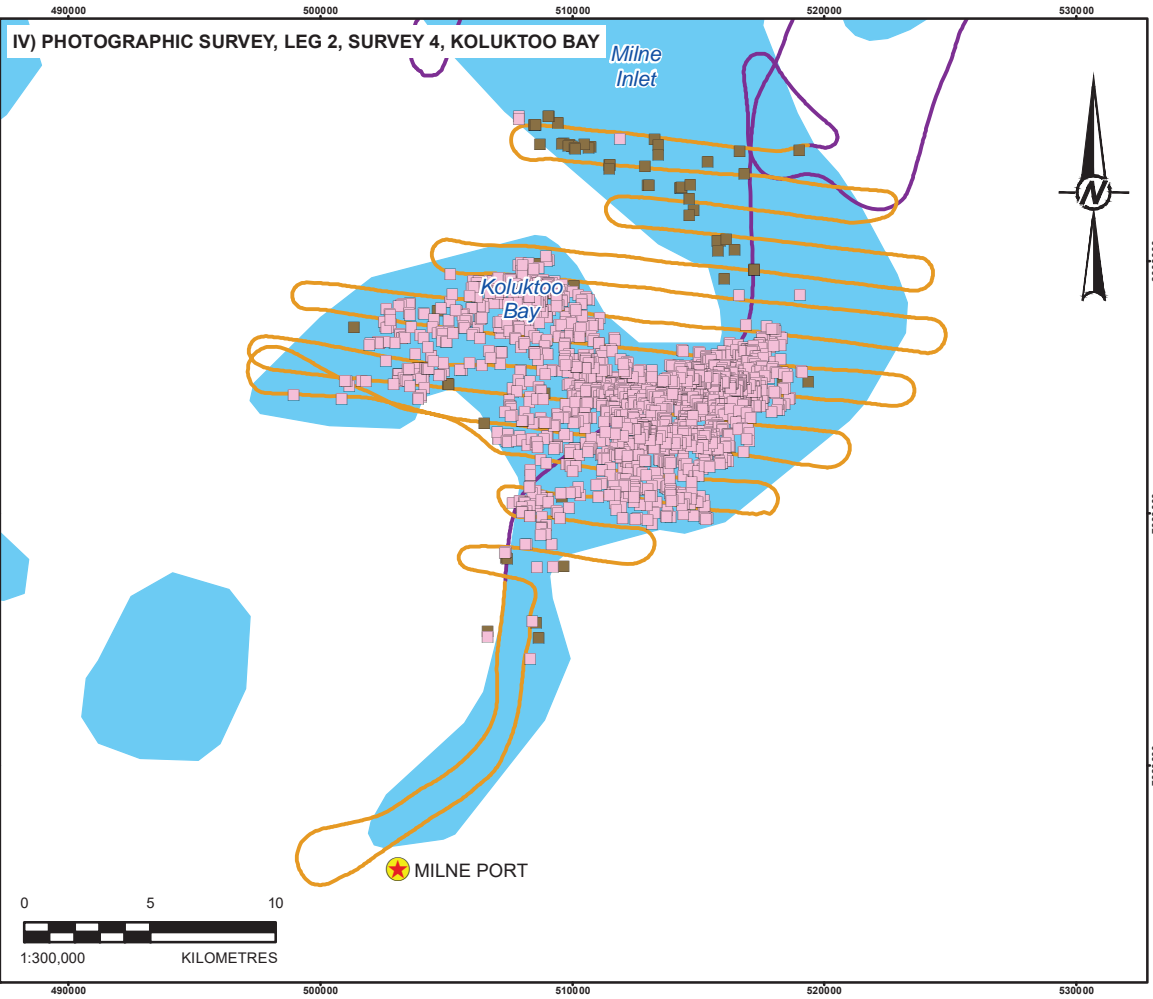 490000 500000 510000 520000 530000
IV) PHOTOGRAPHIC SURVEY, LEG 2, SURVEY 4, KOLUKTOO BAY
Milne
Inlet
N
Koluktoo
Bay
MILNE PORT
0 5 10
1:300,000 KILOMETRES
490000 500000 510000 520000 530000